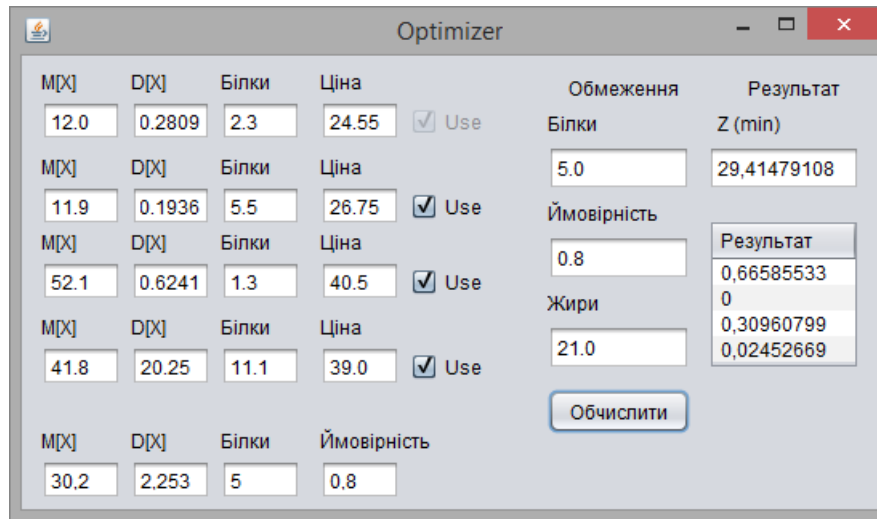 Optimizer
M[X] D[X] Білки Ціна
12.0 0.2809 2.3 24.55 Use
M[X] D[X] Білки Ціна
11.9 0.1936 5.5 26.75 Use
M[X] D[X] Білки Ціна
52.1 0.6241 1.3 40.5 Use
M[X] D[X] Білки Ціна
41.8 20.25 11.1 39.0 Use
M[X] D[X] Білки Ймовірність
30,2 2,253 5 0,8
Обмеження
Білки
5.0
Ймовірність
0.8
Жири
21.0
Обчислити
Результат
Z (min)
29,41479108
Результат
0,66585533
0
0,30960799
0,02452669